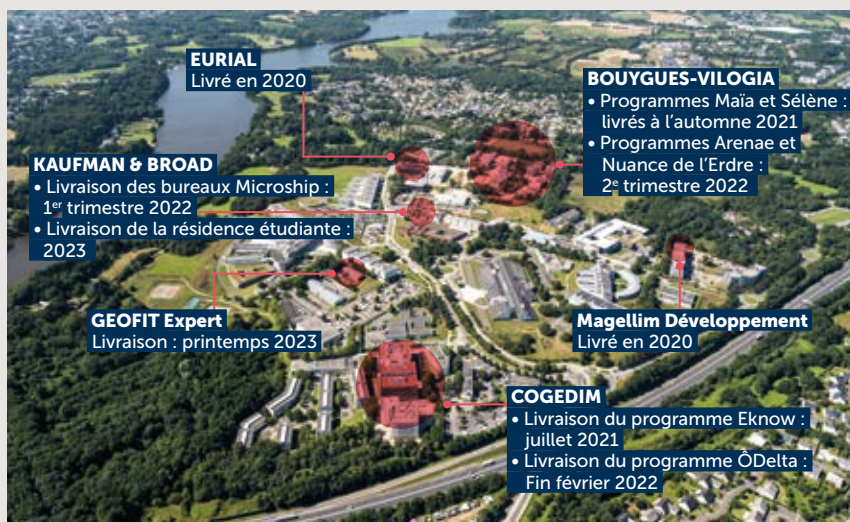 EURIAL
Livré en 2020
BOUYGUES-VILOGIA
• Programmes Maïa et Sélène :
livrés à l'automne 2021
• Programmes Arenae et
Nuance de l'Erdre :
2e trimestre 2022
KAUFMAN & BROAD
• Livraison des bureaux Microship :
1er trimestre 2022
• Livraison de la résidence étudiante :
2023
GEOFIT Expert
Livraison : printemps 2023
Magellim Développement
Livré en 2020
COGEDIM
• Livraison du programme Eknow :
juillet 2021
• Livraison du programme ÔDelta :
Fin février 2022